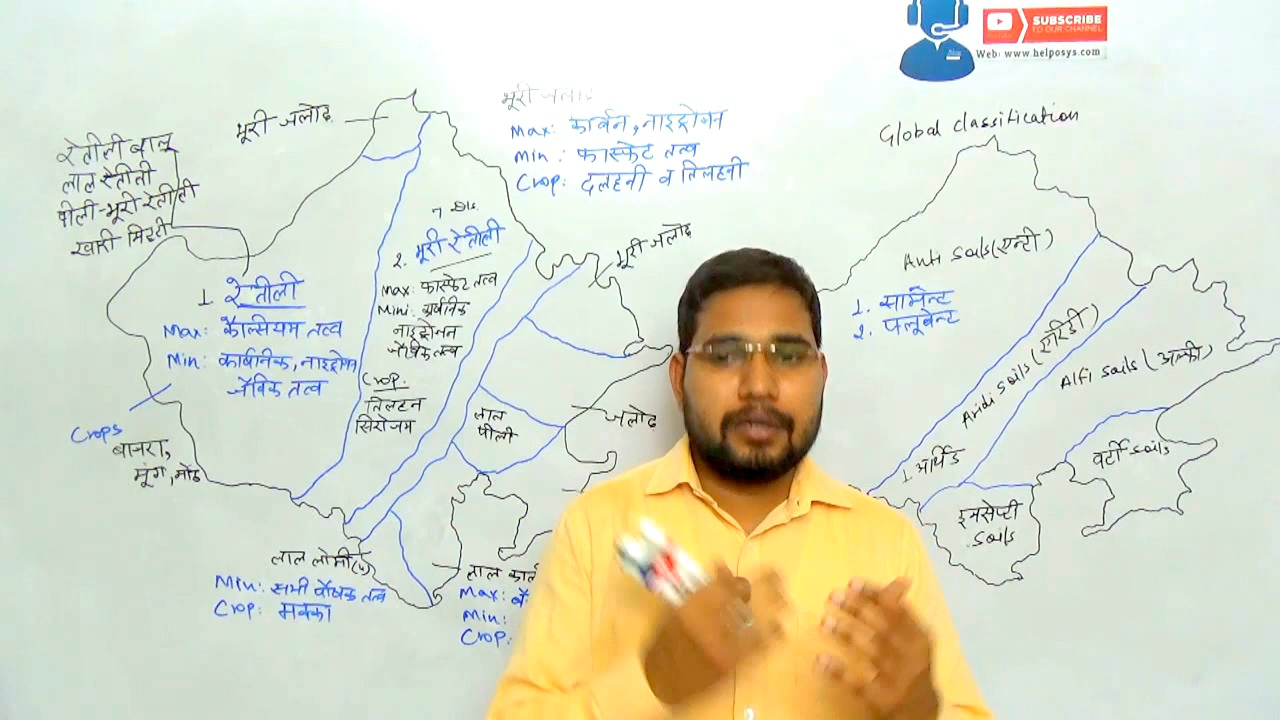 SUBSCRIBE
TO OUR CHANNEL
Web: www.helposys.com
भूरी जलोढ़
रेतीली बालू
लाल रेतीली
पीली-भूरी रेतीली
खारी मिट्टी
1 रेतीली
Max: कैल्सियम तत्व
Min: कार्बनिक, नाइट्रोजन
जैविक तत्व
Crops
बाजरा,
मूंग, मोठ
भूरी जलोढ़
Max: कार्बन, नाइट्रोजन
Min: फास्फेट तत्व
Crop: दलहनी व तिलहनी
7 Dis.
2. भूरी रेतीली
Max: फास्फेट तत्व
Mini:
नाइट्रोजन
जैविक तत्व
Crop:
तिलहन
भूरी जलोढ़
लाल
पीली
जलोढ़
लाल लोमी
Min: सभी पोषक तत्व
Crop: मक्का
लाल
Max:
Min:
Crop:
Global classification
Anti Soils (एन्टी)
1.
2.
Aridi soils (एरिडी)
Alfi soils (अल्फी)
1.
वर्टी soils
इनसेप्टी
soils